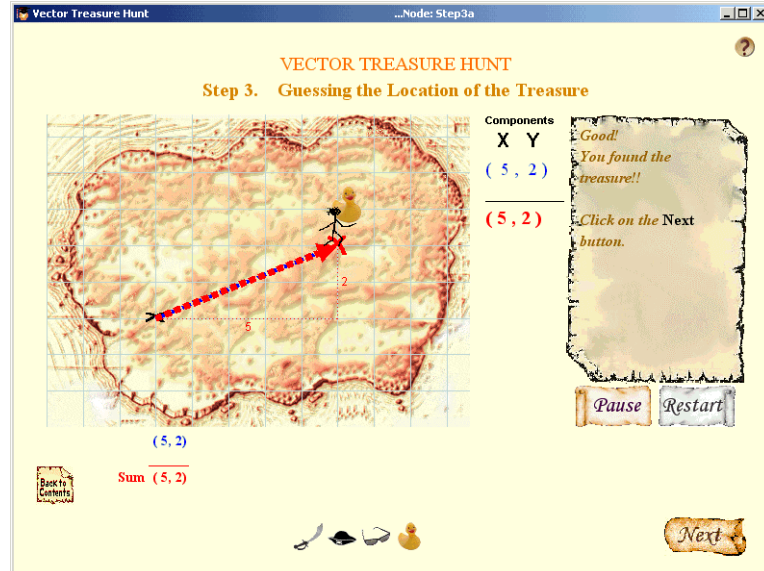 Vector Treasure Hunt
...Node: Step3a
?
VECTOR TREASURE HUNT
Step 3. Guessing the Location of the Treasure
Components
X Y
( 5 , 2 )
( 5 , 2 )
Good!
You found the
treasure!!
Click on the Next
button.
2
5
Pause
Restart
( 5, 2)
Sum ( 5, 2)
Back to
Contents
Next